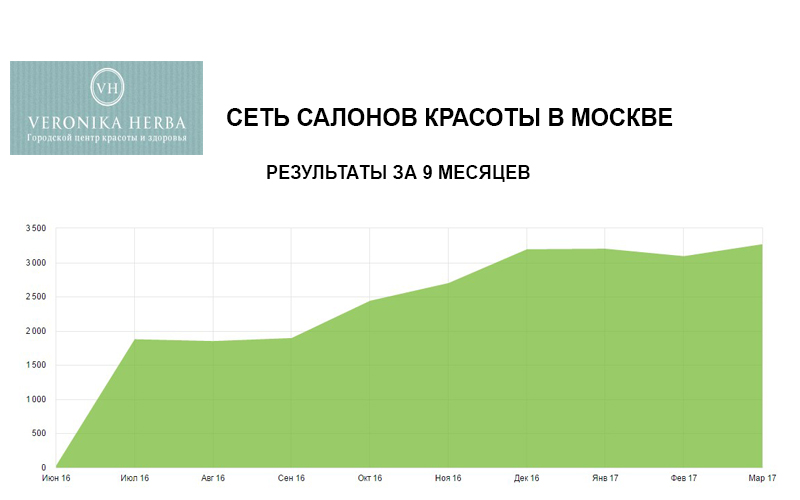 VH
VERONIKA HERBA
Городской центр красоты и здоровья
СЕТЬ САЛОНОВ КРАСОТЫ В МОСКВЕ
РЕЗУЛЬТАТЫ ЗА 9 МЕСЯЦЕВ
3 500
3 000
2 500
2 000
1 500
1 000
500
0
Июн 16 Июл 16 Авг 16 Сен 16 Окт 16 Ноя 16 Дек 16 Янв 17 Фев 17 Мар 17